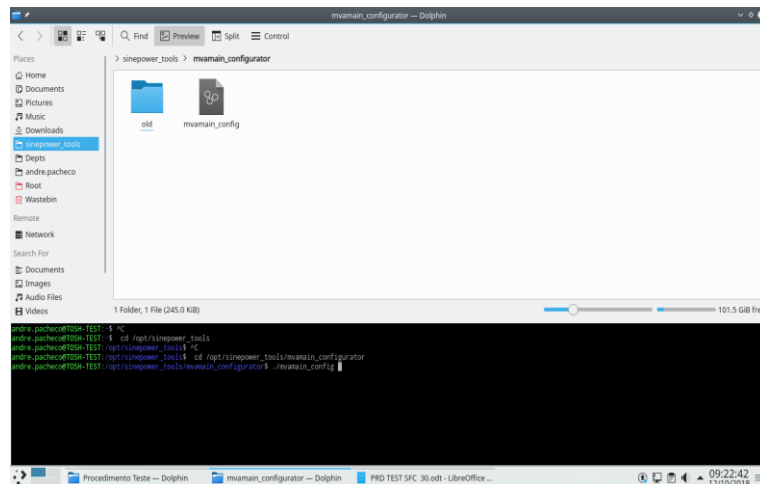 mvamain_configurator — Dolphin
Find Preview Split Control
Places
> sinepower_tools > mvamain_configurator
Home
Documents
Pictures
Music
Downloads
sinepower_tools
Depts
andre.pacheco
Root
Wastebin
Remote
Network
Search For
Documents
Images
Audio Files
Videos
old
mvamain_config
1 Folder, 1 File (245.0 KiB)
101.5 GiB fre
andre.pacheco@TOSH-TEST:~$ ^C
andre.pacheco@TOSH-TEST:~$ cd /opt/sinepower_tools
andre.pacheco@TOSH-TEST:/opt/sinepower_tools$ ^C
andre.pacheco@TOSH-TEST:/opt/sinepower_tools$ cd /opt/sinepower_tools/mvamain_configurator
andre.pacheco@TOSH-TEST:/opt/sinepower_tools/mvamain_configurator$ ./mvamain_config
Procedimento Teste — Dolphin
mvamain_configurator — Dolphin
PRD TEST SFC 30.odt - LibreOffice ...
09:22:42
12/10/2018